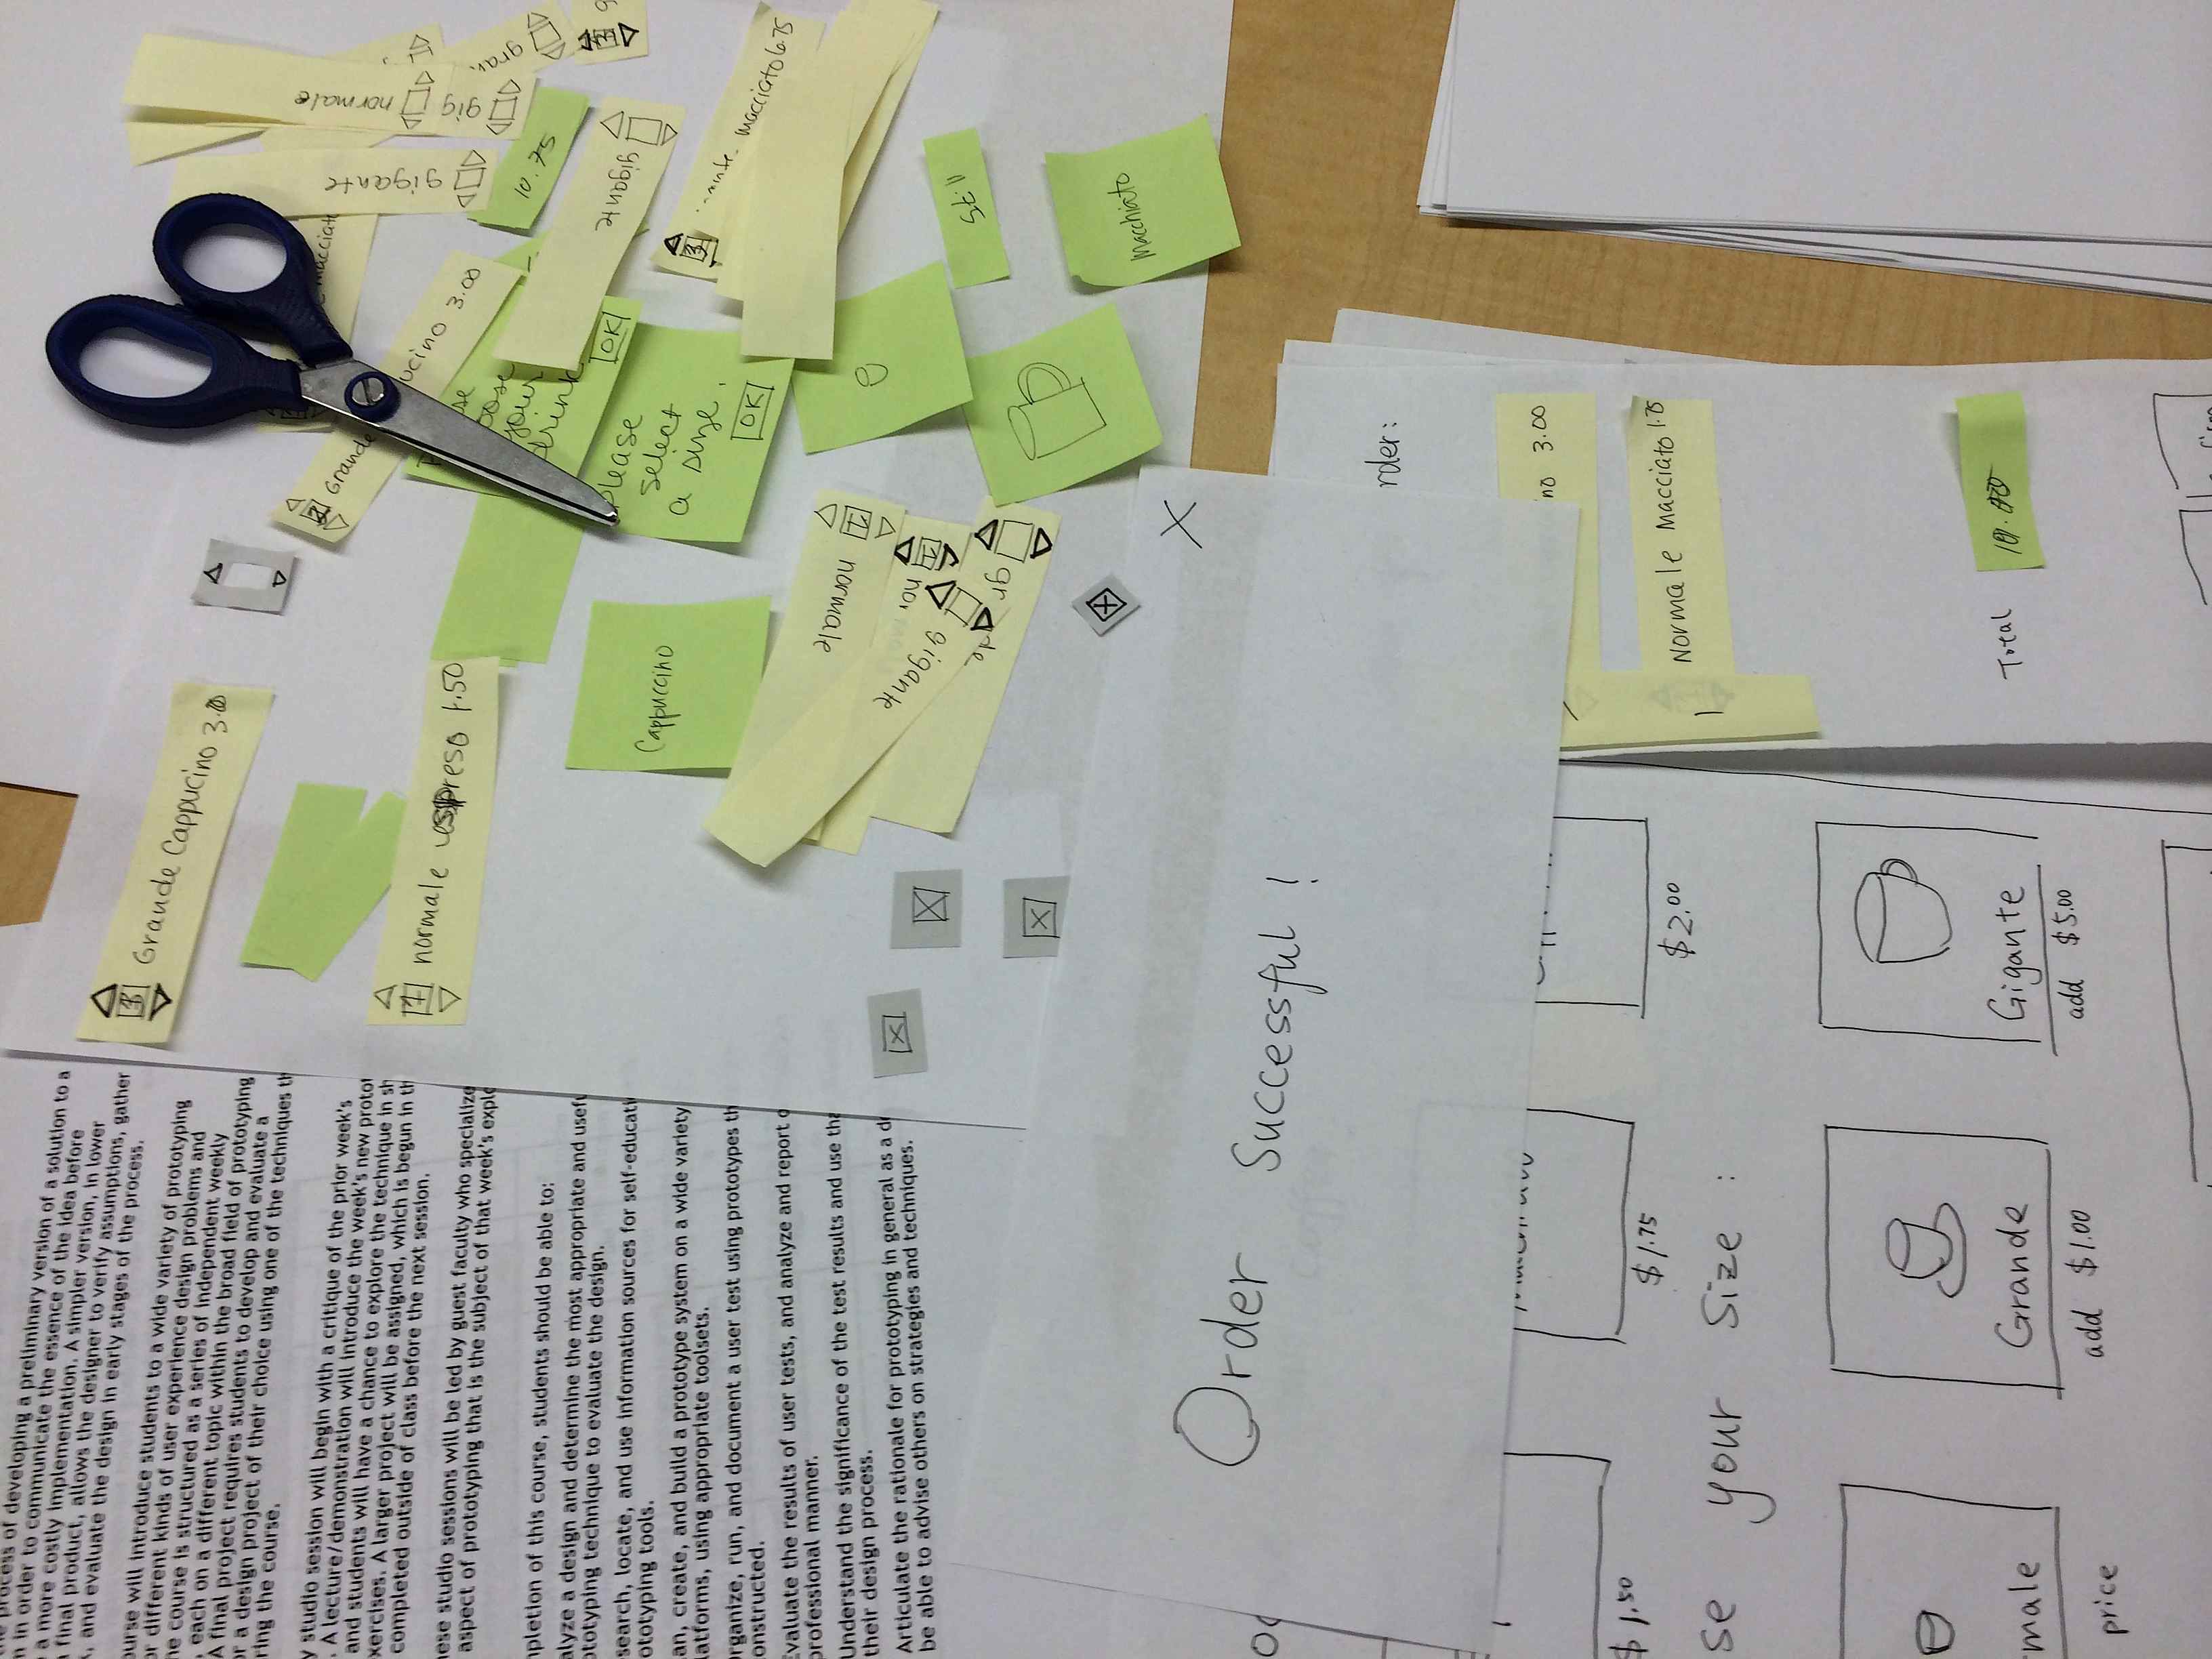 normale
gig
gigante
10.75
gigante
macciato 6.75
Still
Macchiato
Grande
ucino 3.00
your
drink
OK
please
select
a size.
OK
Grande Cappucino 3.00
normale espreso 1.50
Cappuccino
normale
gigante
Order Successful !
X
rder:
no 3.00
Normale Macciato 1.75
Total
$2.00
$1.75
$1.50
se your Size :
Gigante
add $5.00
Grande
add $1.00
male
price
process of developing a preliminary version of a solution to a
in order to communicate the essence of the idea before
a more costly implementation. A simpler version, in lower
final product, allows the designer to verify assumptions, gather
, and evaluate the design in early stages of the process.
ourse will introduce students to a wide variety of prototyping
or different kinds of user experience design problems and
he course is structured as a series of independent weekly
, each on a different topic within the broad field of prototyping
A final project requires students to develop and evaluate a
r a design project of their choice using one of the techniques th
ring the course.
y studio session will begin with a critique of the prior week's
. A lecture/demonstration will introduce the week's new protot
and students will have a chance to explore the technique in sh
xercises. A larger project will be assigned, which is begun in th
completed outside of class before the next session.
hese studio sessions will be led by guest faculty who specialize
aspect of prototyping that is the subject of that week's explo
mpletion of this course, students should be able to:
alyze a design and determine the most appropriate and usefu
ototyping technique to evaluate the design.
search, locate, and use information sources for self-educati
ototyping tools.
an, create, and build a prototype system on a wide variety
latforms, using appropriate toolsets.
rganize, run, and document a user test using prototypes th
onstructed.
Evaluate the results of user tests, and analyze and report o
professional manner.
Understand the significance of the test results and use tha
their design process.
Articulate the rationale for prototyping in general as a d
be able to advise others on strategies and techniques.